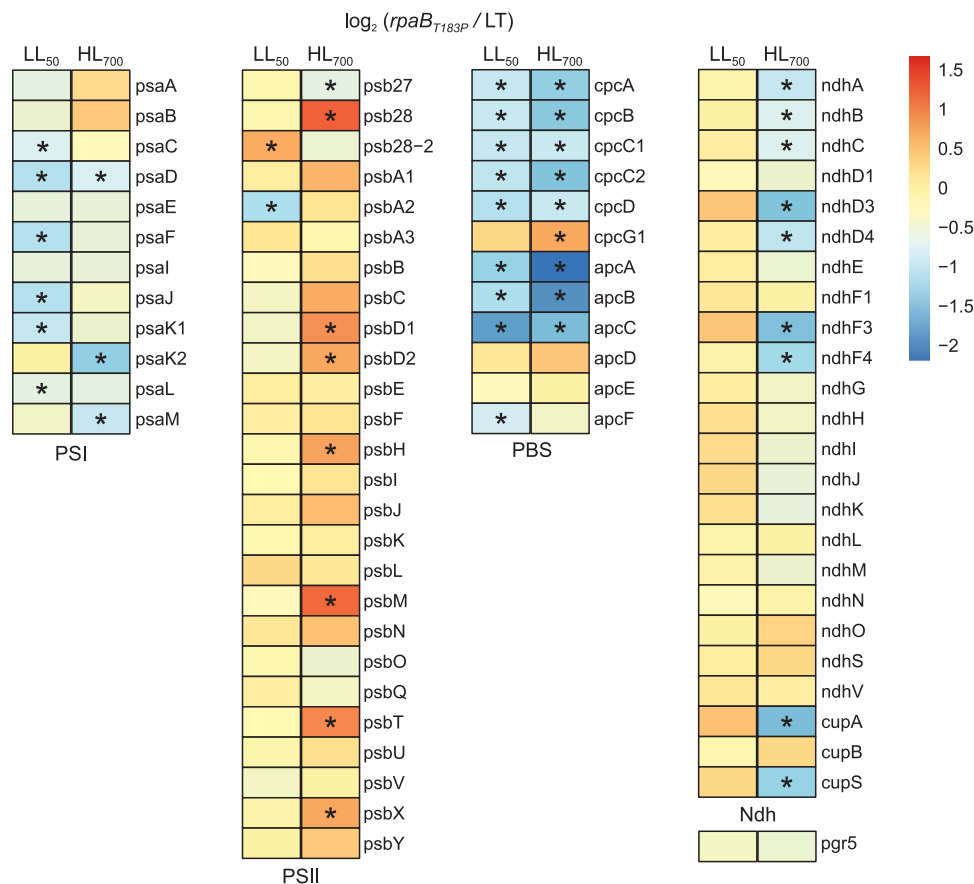 log₂ (rpaB_T183P / LT)
LL₅₀ HL₇₀₀
psaA
psaB
* psaC
* * psaD
psaE
* psaF
psaI
* psaJ
* psaK1
* psaK2
* psaL
* psaM
PSI
LL₅₀ HL₇₀₀
* psb27
* psb28
* psb28-2
psbA1
* psbA2
psbA3
psbB
psbC
* psbD1
* psbD2
psbE
psbF
* psbH
psbI
psbJ
psbK
psbL
* psbM
psbN
psbO
psbQ
* psbT
psbU
psbV
* psbX
psbY
PSII
LL₅₀ HL₇₀₀
* * cpcA
* * cpcB
* * cpcC1
* * cpcC2
* * cpcD
* cpcG1
* * apcA
* * apcB
* * apcC
apcD
apcE
* apcF
PBS
LL₅₀ HL₇₀₀
* ndhA
* ndhB
* ndhC
ndhD1
* ndhD3
* ndhD4
ndhE
ndhF1
* ndhF3
* ndhF4
ndhG
ndhH
ndhI
ndhJ
ndhK
ndhL
ndhM
ndhN
ndhO
ndhS
ndhV
* cupA
cupB
* cupS
Ndh
pgr5
1.5
1
0.5
0
−0.5
−1
−1.5
−2